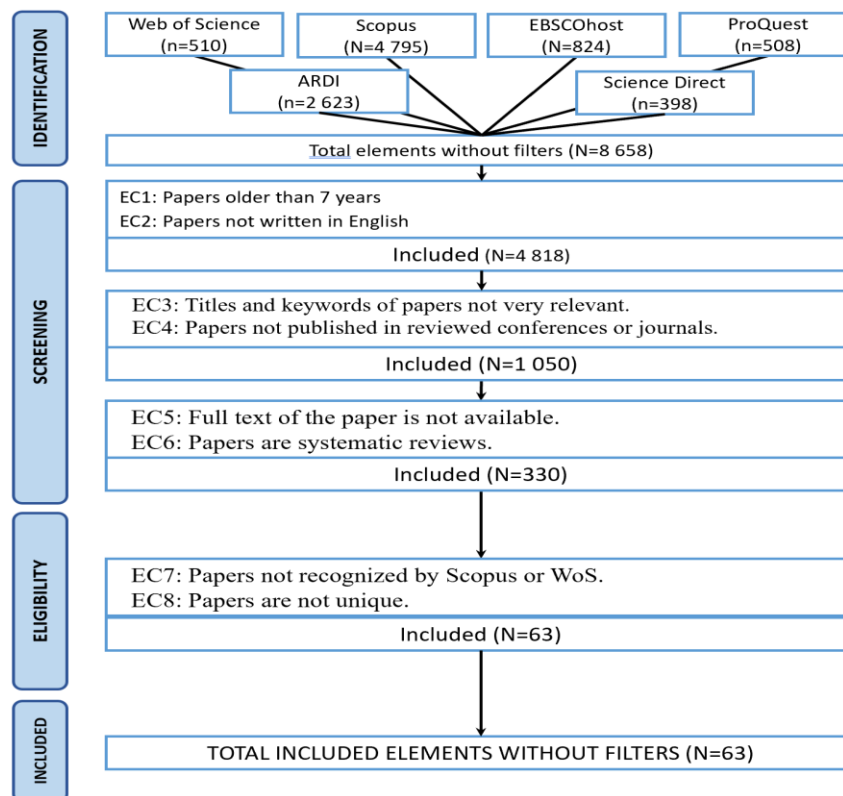 IDENTIFICATION
Web of Science
(n=510)
Scopus
(N=4 795)
EBSCOhost
(N=824)
ProQuest
(n=508)
ARDI
(n=2 623)
Science Direct
(n=398)
Total elements without filters (N=8 658)
SCREENING
EC1: Papers older than 7 years
EC2: Papers not written in English
Included (N=4 818)
EC3: Titles and keywords of papers not very relevant.
EC4: Papers not published in reviewed conferences or journals.
Included (N=1 050)
EC5: Full text of the paper is not available.
EC6: Papers are systematic reviews.
Included (N=330)
ELIGIBILITY
EC7: Papers not recognized by Scopus or WoS.
EC8: Papers are not unique.
Included (N=63)
INCLUDED
TOTAL INCLUDED ELEMENTS WITHOUT FILTERS (N=63)